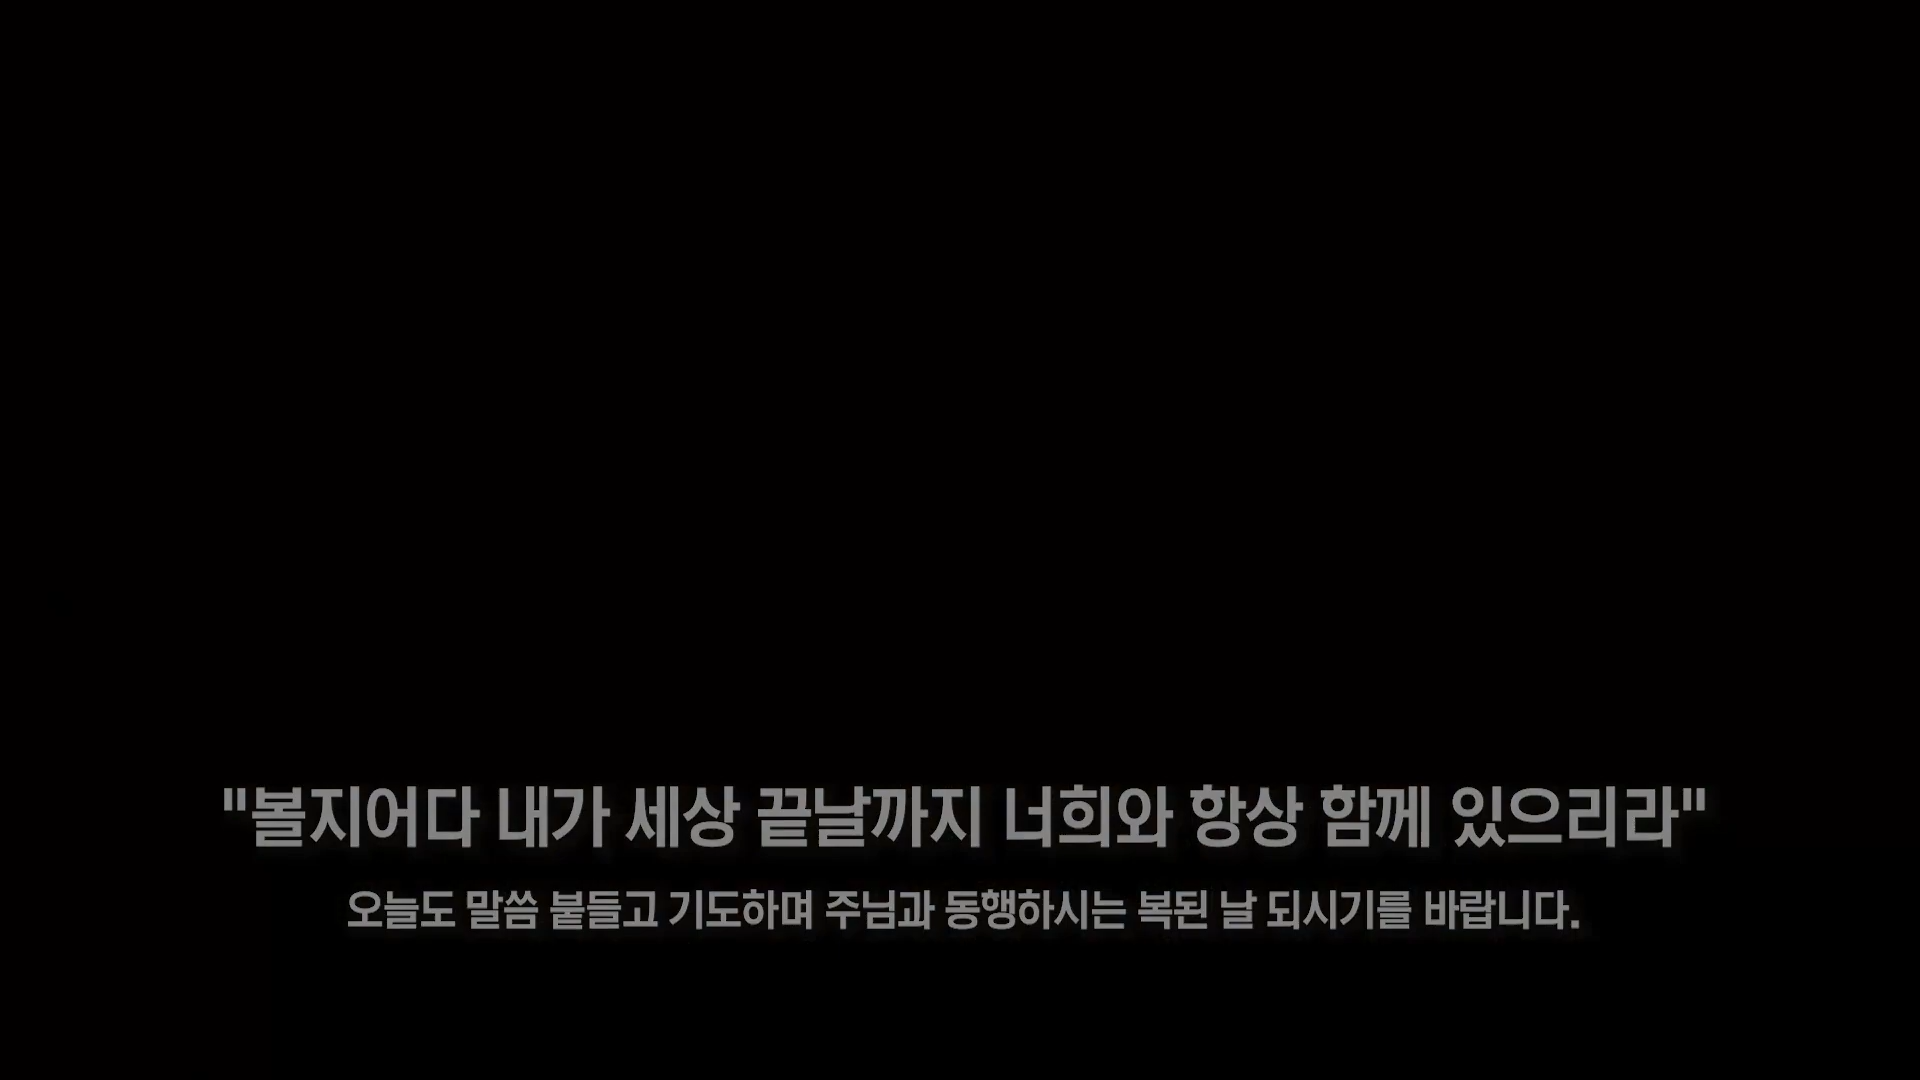 "볼지어다 내가 세상 끝날까지 너희와 항상 함께 있으리라"
오늘도 말씀 붙들고 기도하며 주님과 동행하시는 복된 날 되시기를 바랍니다.